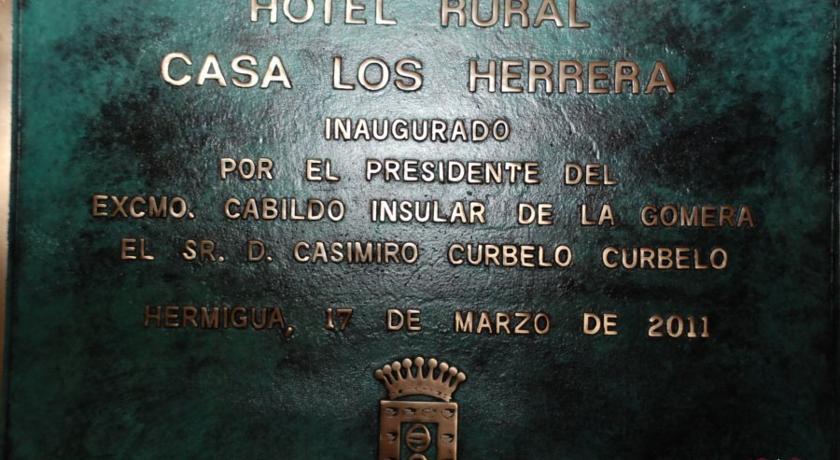 HOTEL RURAL
CASA LOS HERRERA
INAUGURADO
POR EL PRESIDENTE DEL
EXCMO. CABILDO INSULAR DE LA GOMERA
EL SR. D. CASIMIRO CURBELO CURBELO
HERMIGUA, 17 DE MARZO DE 2011